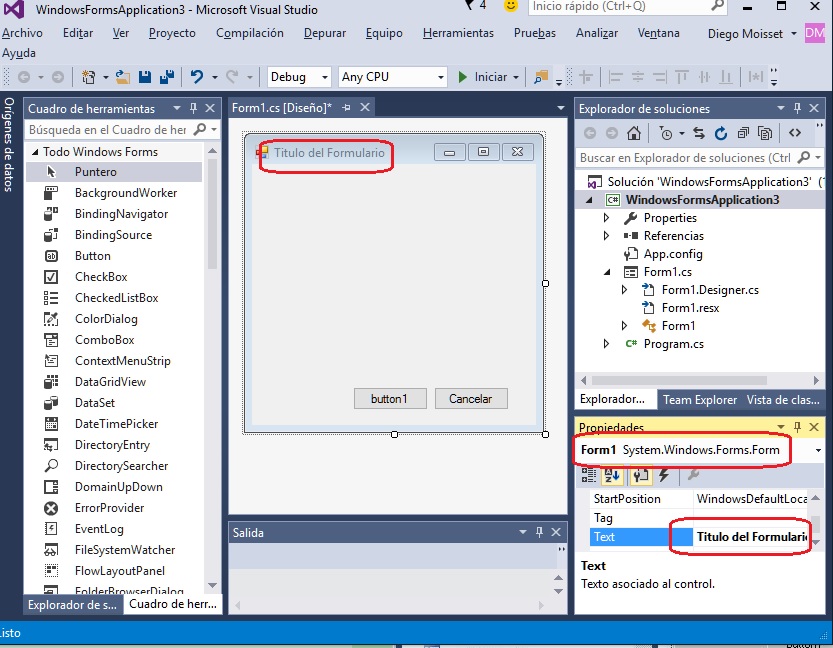 WindowsFormsApplication3 - Microsoft Visual Studio
4
Inicio rápido (Ctrl+Q)
Archivo Editar Ver Proyecto Compilación Depurar Equipo Herramientas Pruebas Analizar Ventana Diego Moisset DM
Ayuda
Debug Any CPU Iniciar
Orígenes de datos
Cuadro de herramientas
Búsqueda en el Cuadro de her
Todo Windows Forms
Puntero
BackgroundWorker
BindingNavigator
BindingSource
Button
CheckBox
CheckedListBox
ColorDialog
ComboBox
ContextMenuStrip
DataGridView
DataSet
DateTimePicker
DirectoryEntry
DirectorySearcher
DomainUpDown
ErrorProvider
EventLog
FileSystemWatcher
FlowLayoutPanel
FolderBrowserDialog
Explorador de s... Cuadro de herr...
Form1.cs [Diseño]*
Titulo del Formulario
button1 Cancelar
Salida
Explorador de soluciones
Buscar en Explorador de soluciones (Ctrl
Solución 'WindowsFormsApplication3' (
WindowsFormsApplication3
Properties
Referencias
App.config
Form1.cs
Form1.Designer.cs
Form1.resx
Form1
Program.cs
Explorador... Team Explorer Vista de clas...
Propiedades
Form1 System.Windows.Forms.Form
StartPosition WindowsDefaultLoca
Tag
Text Titulo del Formulario
Text
Texto asociado al control.
Listo